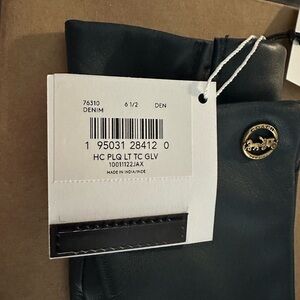 76310 6 1/2 DEN
DENIM
1 95031 28412 0
HC PLQ LT TC GLV
10011122JAX
MADE IN INDIA/INDE
COACH